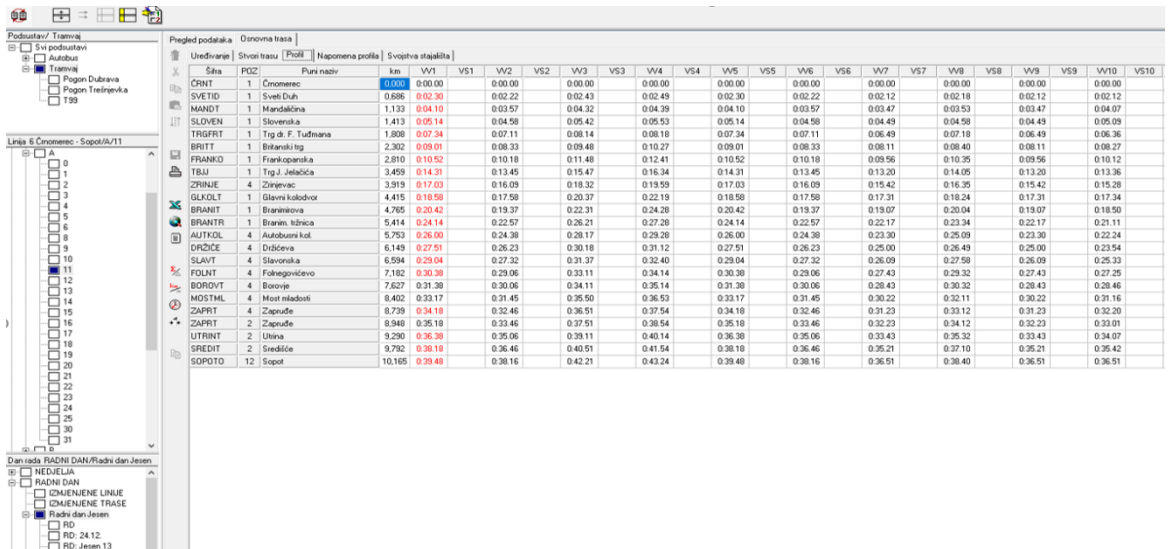 Podsustav/ Tramvaj
Svi podsustavi
Autobus
Tramvaj
Pogon Dubrava
Pogon Trešnjevka
T99
Linija 6 Črnomerec - Sopot/A/11
A
0
1
2
3
4
5
6
8
9
10
11
12
13
14
15
16
17
18
19
20
21
22
23
24
25
30
31
B
Dan rada RADNI DAN/Radni dan Jesen
NEDJELJA
RADNI DAN
IZMJENJENE LINIJE
IZMJENJENE TRASE
Radni dan Jesen
RD
RD: 24.12.
RD: Jesen 13
Pregled podataka Osnovna trasa
Uređivanje Stvori trasu Profil Napomena profila Svojstva stajališta
Šifra POZ Puni naziv km VV1 VS1 VV2 VS2 VV3 VS3 VV4 VS4 VV5 VS5 VV6 VS6 VV7 VS7 VV8 VS8 VV9 VS9 VV10 VS10
ČRNT 1 Črnomerec 0,000 0:00.00 0:00.00 0:00.00 0:00.00 0:00.00 0:00.00 0:00.00 0:00.00 0:00.00 0:00.00
SVETID 1 Sveti Duh 0,686 0:02.30 0:02.22 0:02.43 0:02.49 0:02.30 0:02.22 0:02.12 0:02.18 0:02.12 0:02.12
MANDT 1 Mandaličina 1,133 0:04.10 0:03.57 0:04.32 0:04.39 0:04.10 0:03.57 0:03.47 0:03.53 0:03.47 0:04.07
SLOVEN 1 Slovenska 1,413 0:05.14 0:04.58 0:05.42 0:05.53 0:05.14 0:04.58 0:04.49 0:04.58 0:04.49 0:05.09
TRGFRT 1 Trg dr. F. Tuđmana 1,808 0:07.34 0:07.11 0:08.14 0:08.18 0:07.34 0:07.11 0:06.49 0:07.18 0:06.49 0:06.36
BRITT 1 Britanski trg 2,302 0:09.01 0:08.33 0:09.48 0:10.27 0:09.01 0:08.33 0:08.11 0:08.40 0:08.11 0:08.27
FRANKO 1 Frankopanska 2,810 0:10.52 0:10.18 0:11.48 0:12.41 0:10.52 0:10.18 0:09.56 0:10.35 0:09.56 0:10.12
TBJJ 1 Trg J. Jelačića 3,459 0:14.31 0:13.45 0:15.47 0:16.34 0:14.31 0:13.45 0:13.20 0:14.05 0:13.20 0:13.36
ZRINJE 4 Zrinjevac 3,919 0:17.03 0:16.09 0:18.32 0:19.59 0:17.03 0:16.09 0:15.42 0:16.35 0:15.42 0:15.28
GLKOLT 1 Glavni kolodvor 4,415 0:18.58 0:17.58 0:20.37 0:22.19 0:18.58 0:17.58 0:17.31 0:18.24 0:17.31 0:17.34
BRANIT 1 Branimirova 4,765 0:20.42 0:19.37 0:22.31 0:24.28 0:20.42 0:19.37 0:19.07 0:20.04 0:19.07 0:18.50
BRANTR 1 Branim. tržnica 5,414 0:24.14 0:22.57 0:26.21 0:27.28 0:24.14 0:22.57 0:22.17 0:23.34 0:22.17 0:21.11
AUTKOL 4 Autobusni kol. 5,753 0:26.00 0:24.38 0:28.17 0:29.28 0:26.00 0:24.38 0:23.30 0:25.09 0:23.30 0:22.24
DRŽIČE 4 Držićeva 6,149 0:27.51 0:26.23 0:30.18 0:31.12 0:27.51 0:26.23 0:25.00 0:26.49 0:25.00 0:23.54
SLAVT 4 Slavonska 6,594 0:29.04 0:27.32 0:31.37 0:32.40 0:29.04 0:27.32 0:26.09 0:27.58 0:26.09 0:25.33
FOLNT 4 Folnegovićevo 7,182 0:30.38 0:29.06 0:33.11 0:34.14 0:30.38 0:29.06 0:27.43 0:29.32 0:27.43 0:27.25
BOROVT 4 Borovje 7,627 0:31.38 0:30.06 0:34.11 0:35.14 0:31.38 0:30.06 0:28.43 0:30.32 0:28.43 0:28.46
MOSTML 4 Most mladosti 8,402 0:33.17 0:31.45 0:35.50 0:36.53 0:33.17 0:31.45 0:30.22 0:32.11 0:30.22 0:31.16
ZAPRT 4 Zapruđe 8,739 0:34.18 0:32.46 0:36.51 0:37.54 0:34.18 0:32.46 0:31.23 0:33.12 0:31.23 0:32.20
ZAPRT 2 Zapruđe 8,948 0:35.18 0:33.46 0:37.51 0:38.54 0:35.18 0:33.46 0:32.23 0:34.12 0:32.23 0:33.01
UTRINT 2 Utrina 9,290 0:36.38 0:35.06 0:39.11 0:40.14 0:36.38 0:35.06 0:33.43 0:35.32 0:33.43 0:34.07
SREDIT 2 Središće 9,792 0:38.18 0:36.46 0:40.51 0:41.54 0:38.18 0:36.46 0:35.21 0:37.10 0:35.21 0:35.42
SOPOTO 12 Sopot 10,165 0:39.48 0:38.16 0:42.21 0:43.24 0:39.48 0:38.16 0:36.51 0:38.40 0:36.51 0:36.51